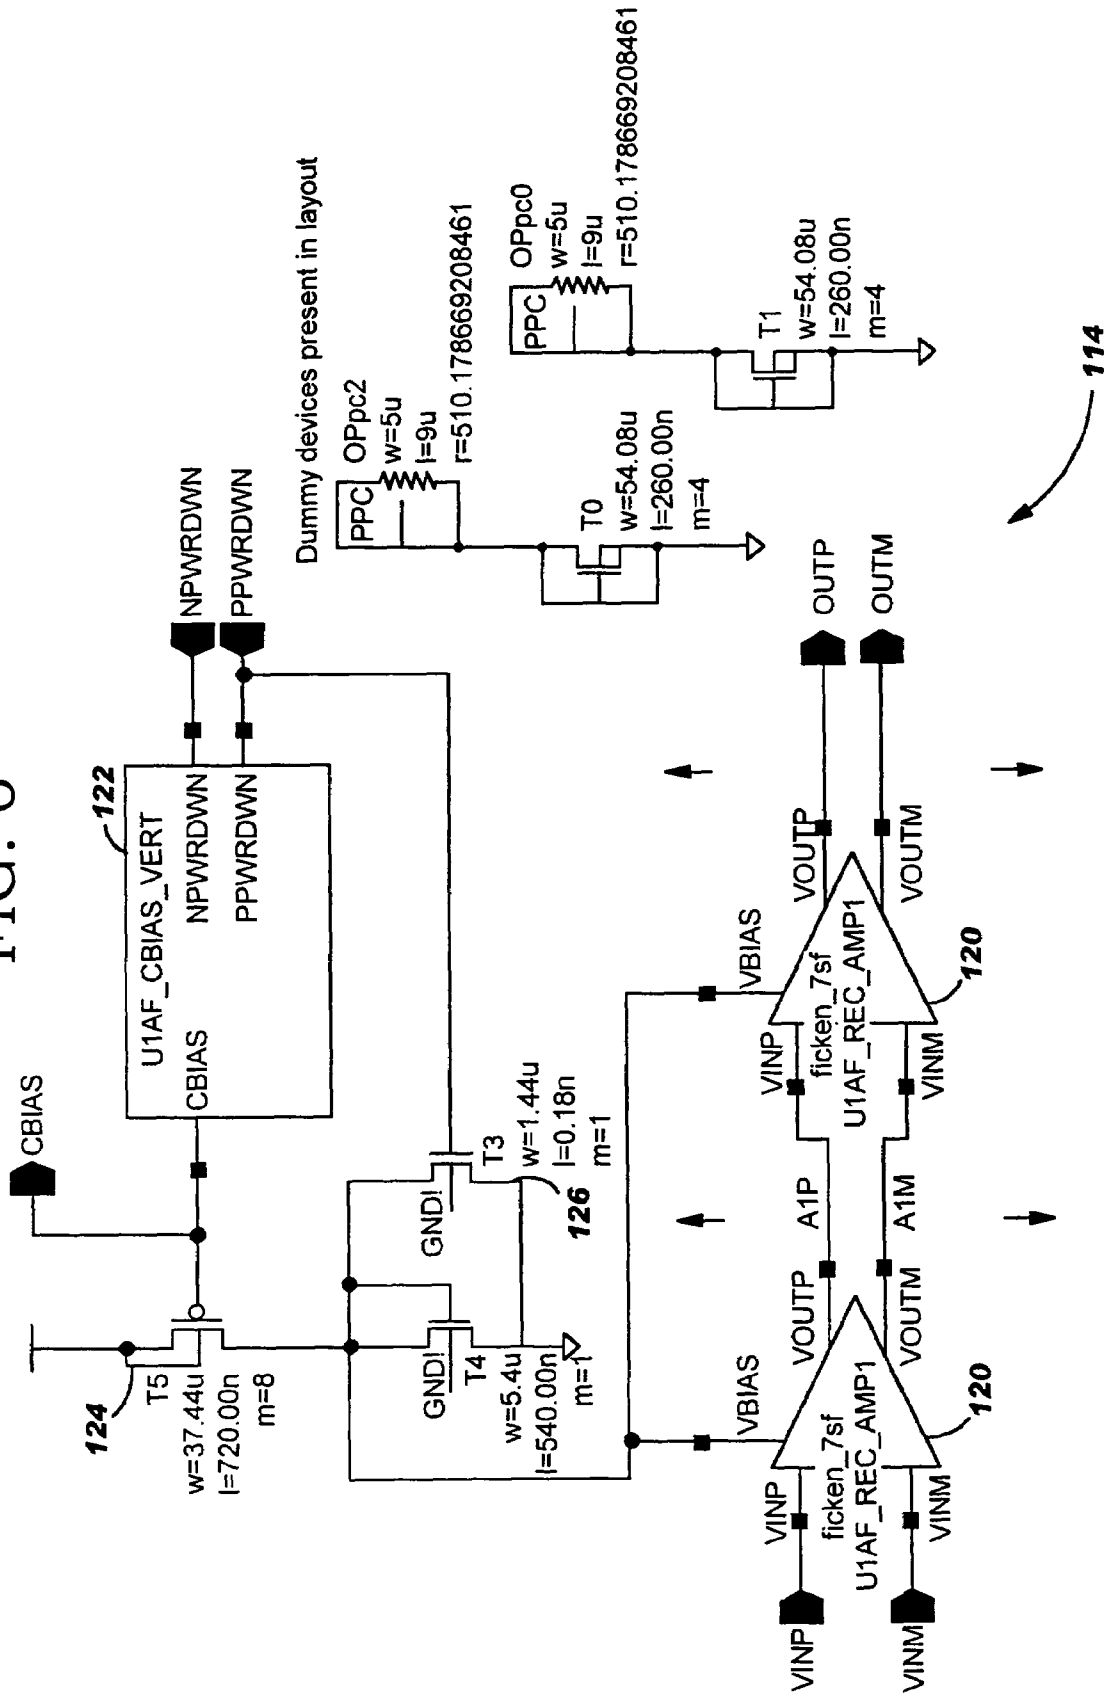 FIG.
CBIAS
124
T5
w=37.44u
l=720.00n
m=8
122
U1AF_CBIAS_VERT
CBIAS
NPWRDWN
PPWRDWN
NPWRDWN
PPWRDWN
Dummy devices present in layout
GND!
T4
w=5.4u
l=540.00n
m=1
GND!
T3
w=1.44u
l=0.18n
m=1
126
PPC
OPpc2
w=5u
l=9u
r=510.178669208461
T0
w=54.08u
l=260.00n
m=4
PPC
OPpc0
w=5u
l=9u
r=510.178669208461
T1
w=54.08u
l=260.00n
m=4
VINP
VINM
VINP
VINM
VBIAS
ficken_7sf
U1AF_REC_AMP1
120
VOUTP
VOUTM
A1P
A1M
VINP
VINM
VBIAS
ficken_7sf
U1AF_REC_AMP1
120
VOUTP
VOUTM
OUTP
OUTM
114